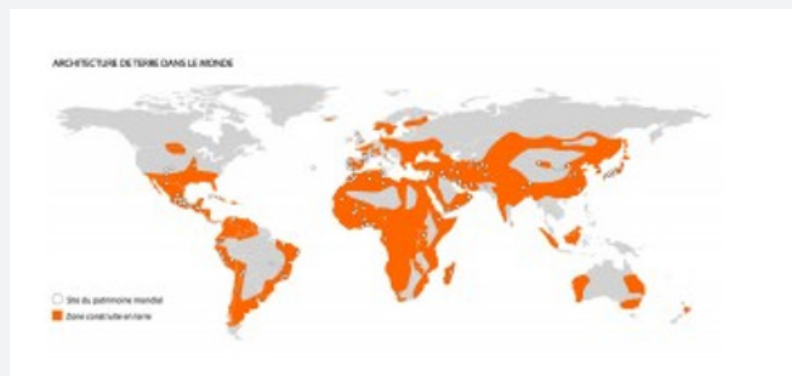 ARCHITECTURE DE TERRE DANS LE MONDE
Site du patrimoine mondial
Zone construite en terre